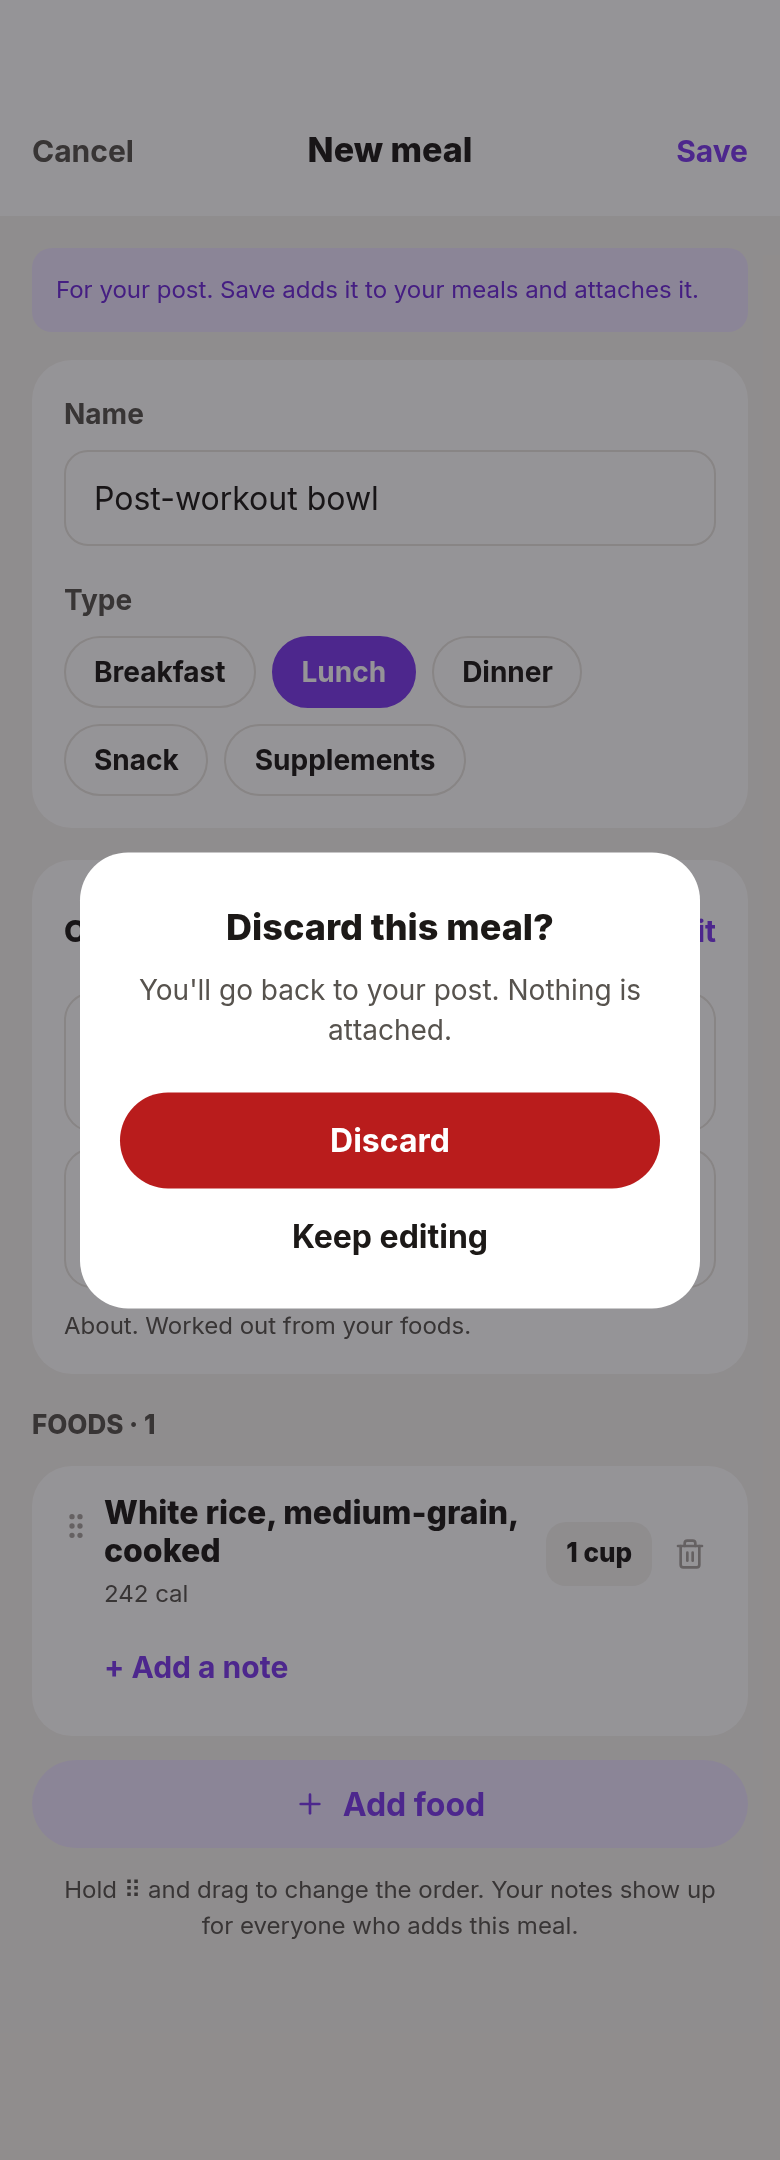 Cancel
New meal
Save
For your post. Save adds it to your meals and attaches it.
Name
Post-workout bowl
Type
Breakfast
Lunch
Dinner
Snack
Supplements
Discard this meal?
You'll go back to your post. Nothing is
attached.
Discard
Keep editing
About. Worked out from your foods.
FOODS · 1
White rice, medium-grain,
cooked
242 cal
1 cup
+ Add a note
+ Add food
Hold ⠿ and drag to change the order. Your notes show up
for everyone who adds this meal.